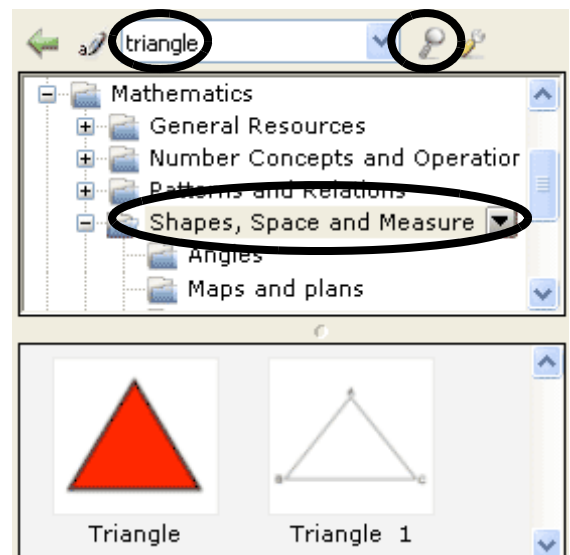 triangle
Mathematics
General Resources
Number Concepts and Operatior
Patterns and Relations
Shapes, Space and Measure
Angles
Maps and plans
A
B C
Triangle Triangle 1